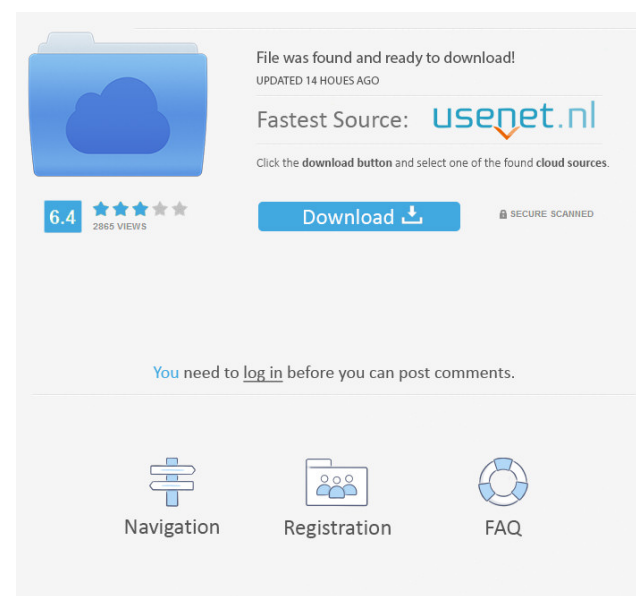 File was found and ready to download!
UPDATED 14 HOUES AGO
Fastest Source: usenet.nl
Click the download button and select one of the found cloud sources.
6.4
2865 VIEWS
Download
SECURE SCANNED
You need to log in before you can post comments.
Navigation
Registration
FAQ